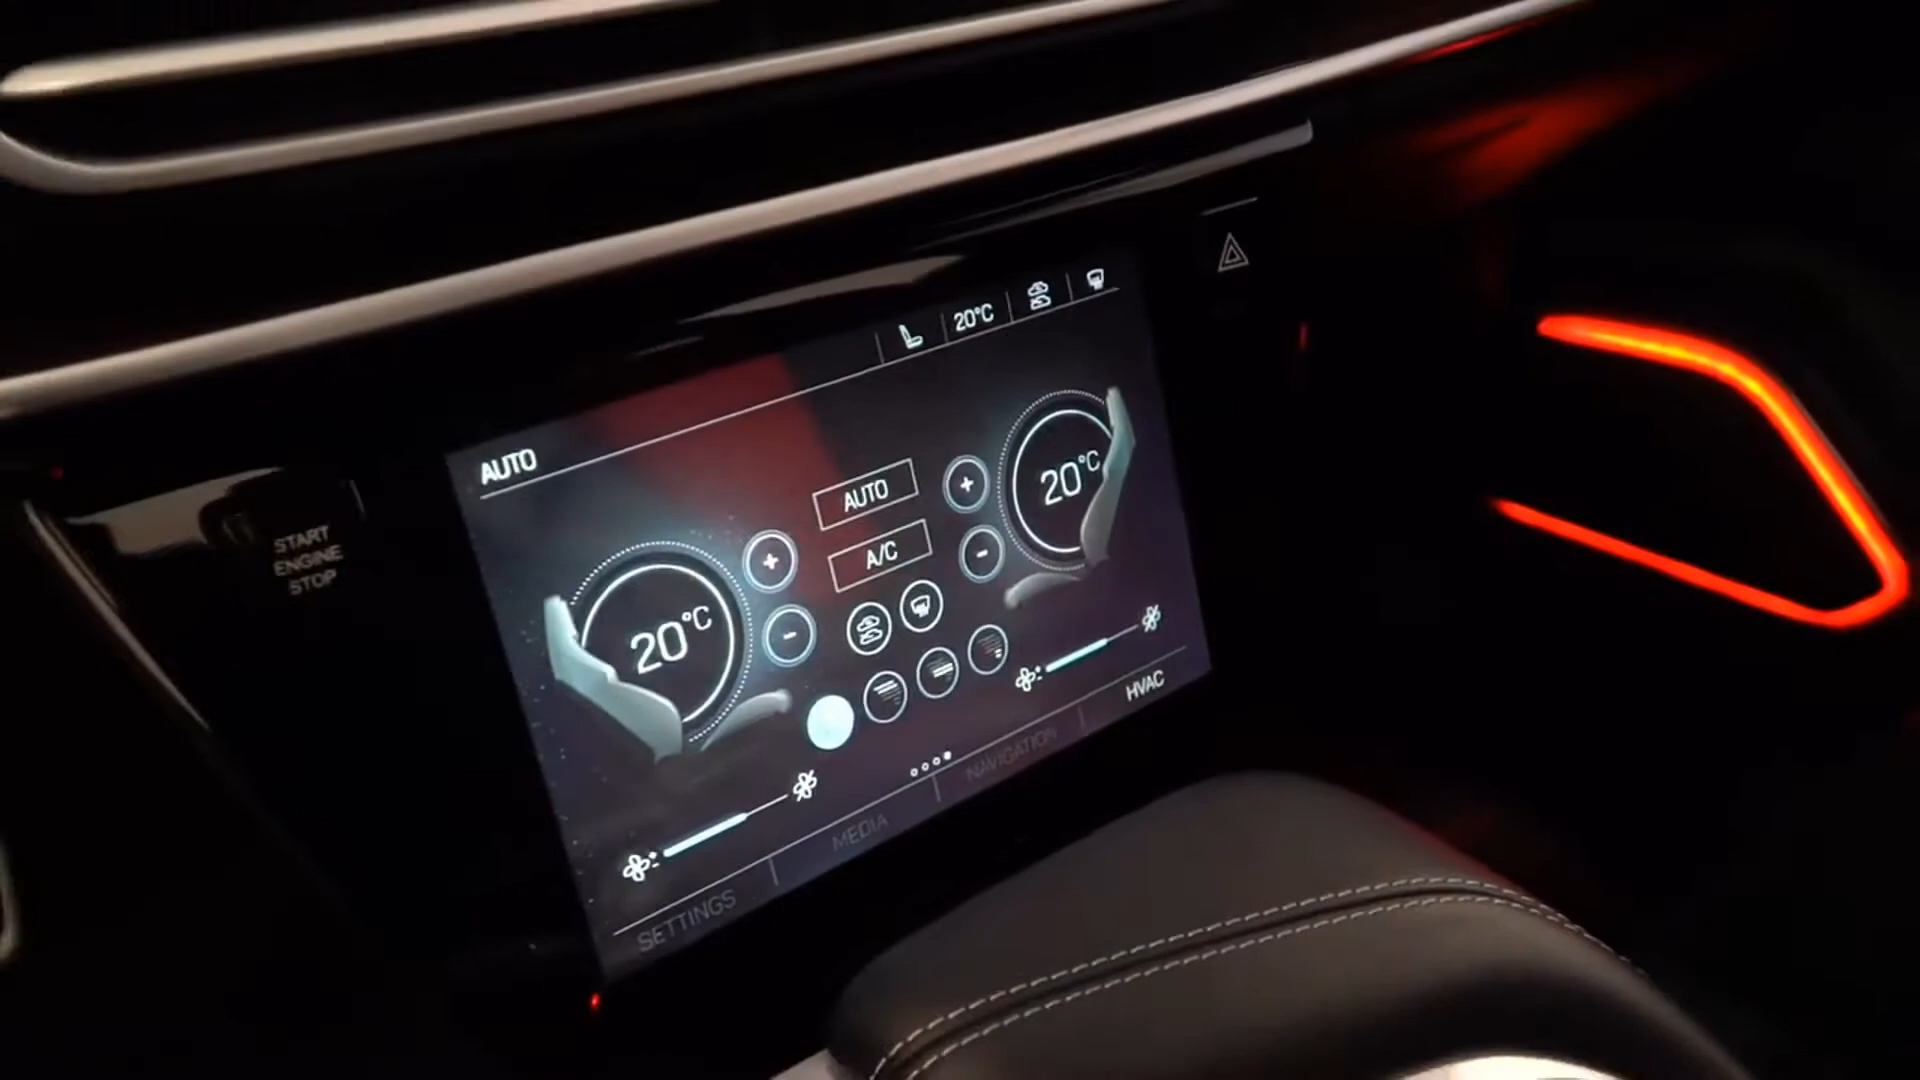 20°C
AUTO
AUTO
+
20°C
A/C
-
START
ENGINE
STOP
+
20°C
-
HVAC
NAVIGATION
MEDIA
SETTINGS